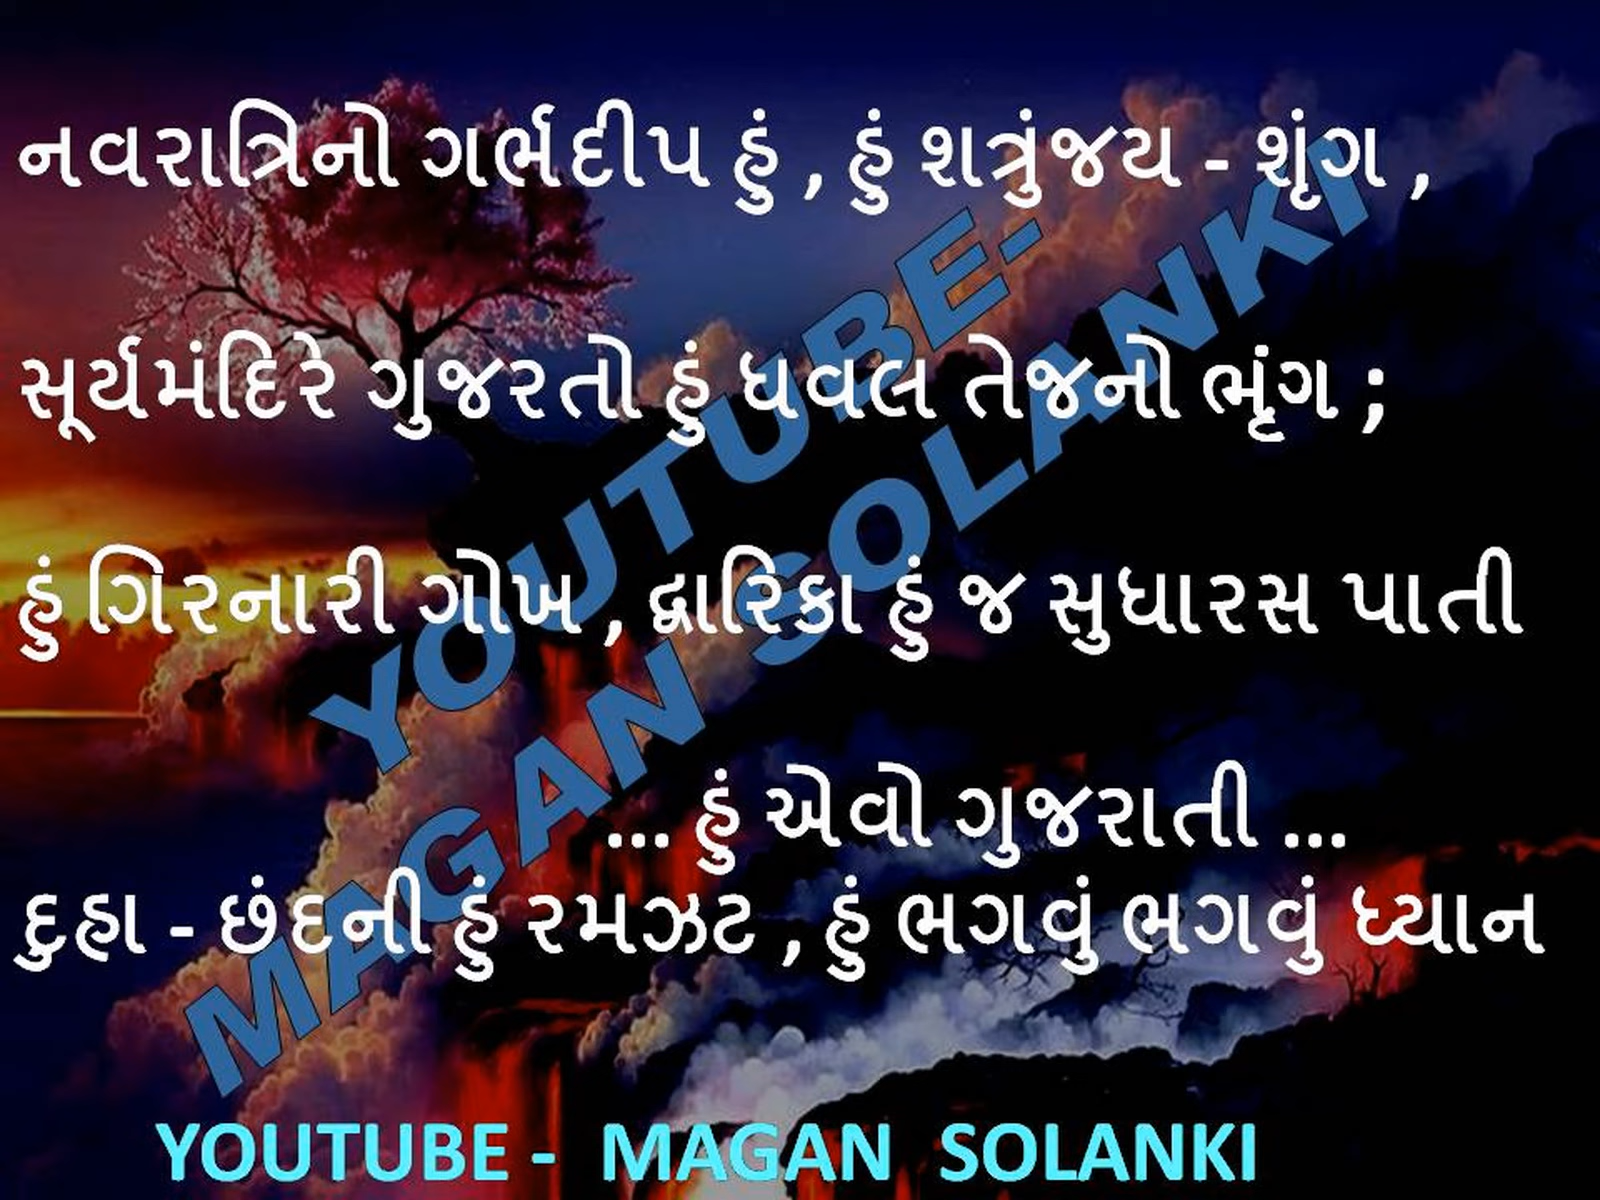 નવરાત્રિનો ગર્ભદીપ હું , હું શત્રુંજય - શૃંગ ,
સૂર્યમંદિરે ગુજરતો હું ધવલ તેજનો ભૃંગ ;
હું ગિરનારી ગોખ , દ્વારિકા હું જ સુધારસ પાતી
... હું એવો ગુજરાતી ...
દુહા - છંદની હું રમઝટ , હું ભગવું ભગવું ધ્યાન
YOUTUBE-
MAGAN SOLANKI
YOUTUBE - MAGAN SOLANKI